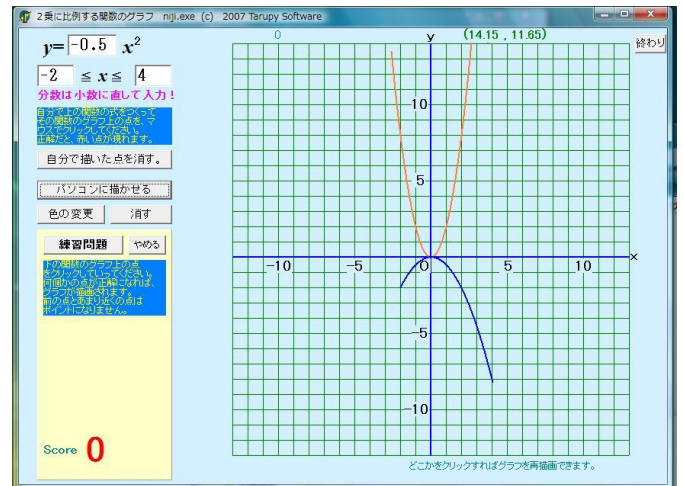 ２乗に比例する関数のグラフ niji.exe (c) 2007 Tarupy Software
y= -0.5 x²
-2 ≦ x ≦ 4
分数は小数に直して入力！
自分で上の関数の式をつくって
その関数のグラフ上の点を、マ
ウスでクリックしてください。
正解だと、赤い点が現れます。
自分で描いた点を消す。
パソコンに描かせる
色の変更 消す
練習問題 やめる
下の関数のグラフ上の点
をクリックしていってください。
何個かの点が正解になれば、
グラフが描画されます。
前の点とあまり近くの点は
ポイントになりません。
Score 0
0 y (14.15 , 11.65)
終わり
10
5
-10 -5 0 5 10 x
-5
-10
どこかをクリックすればグラフを再描画できます。